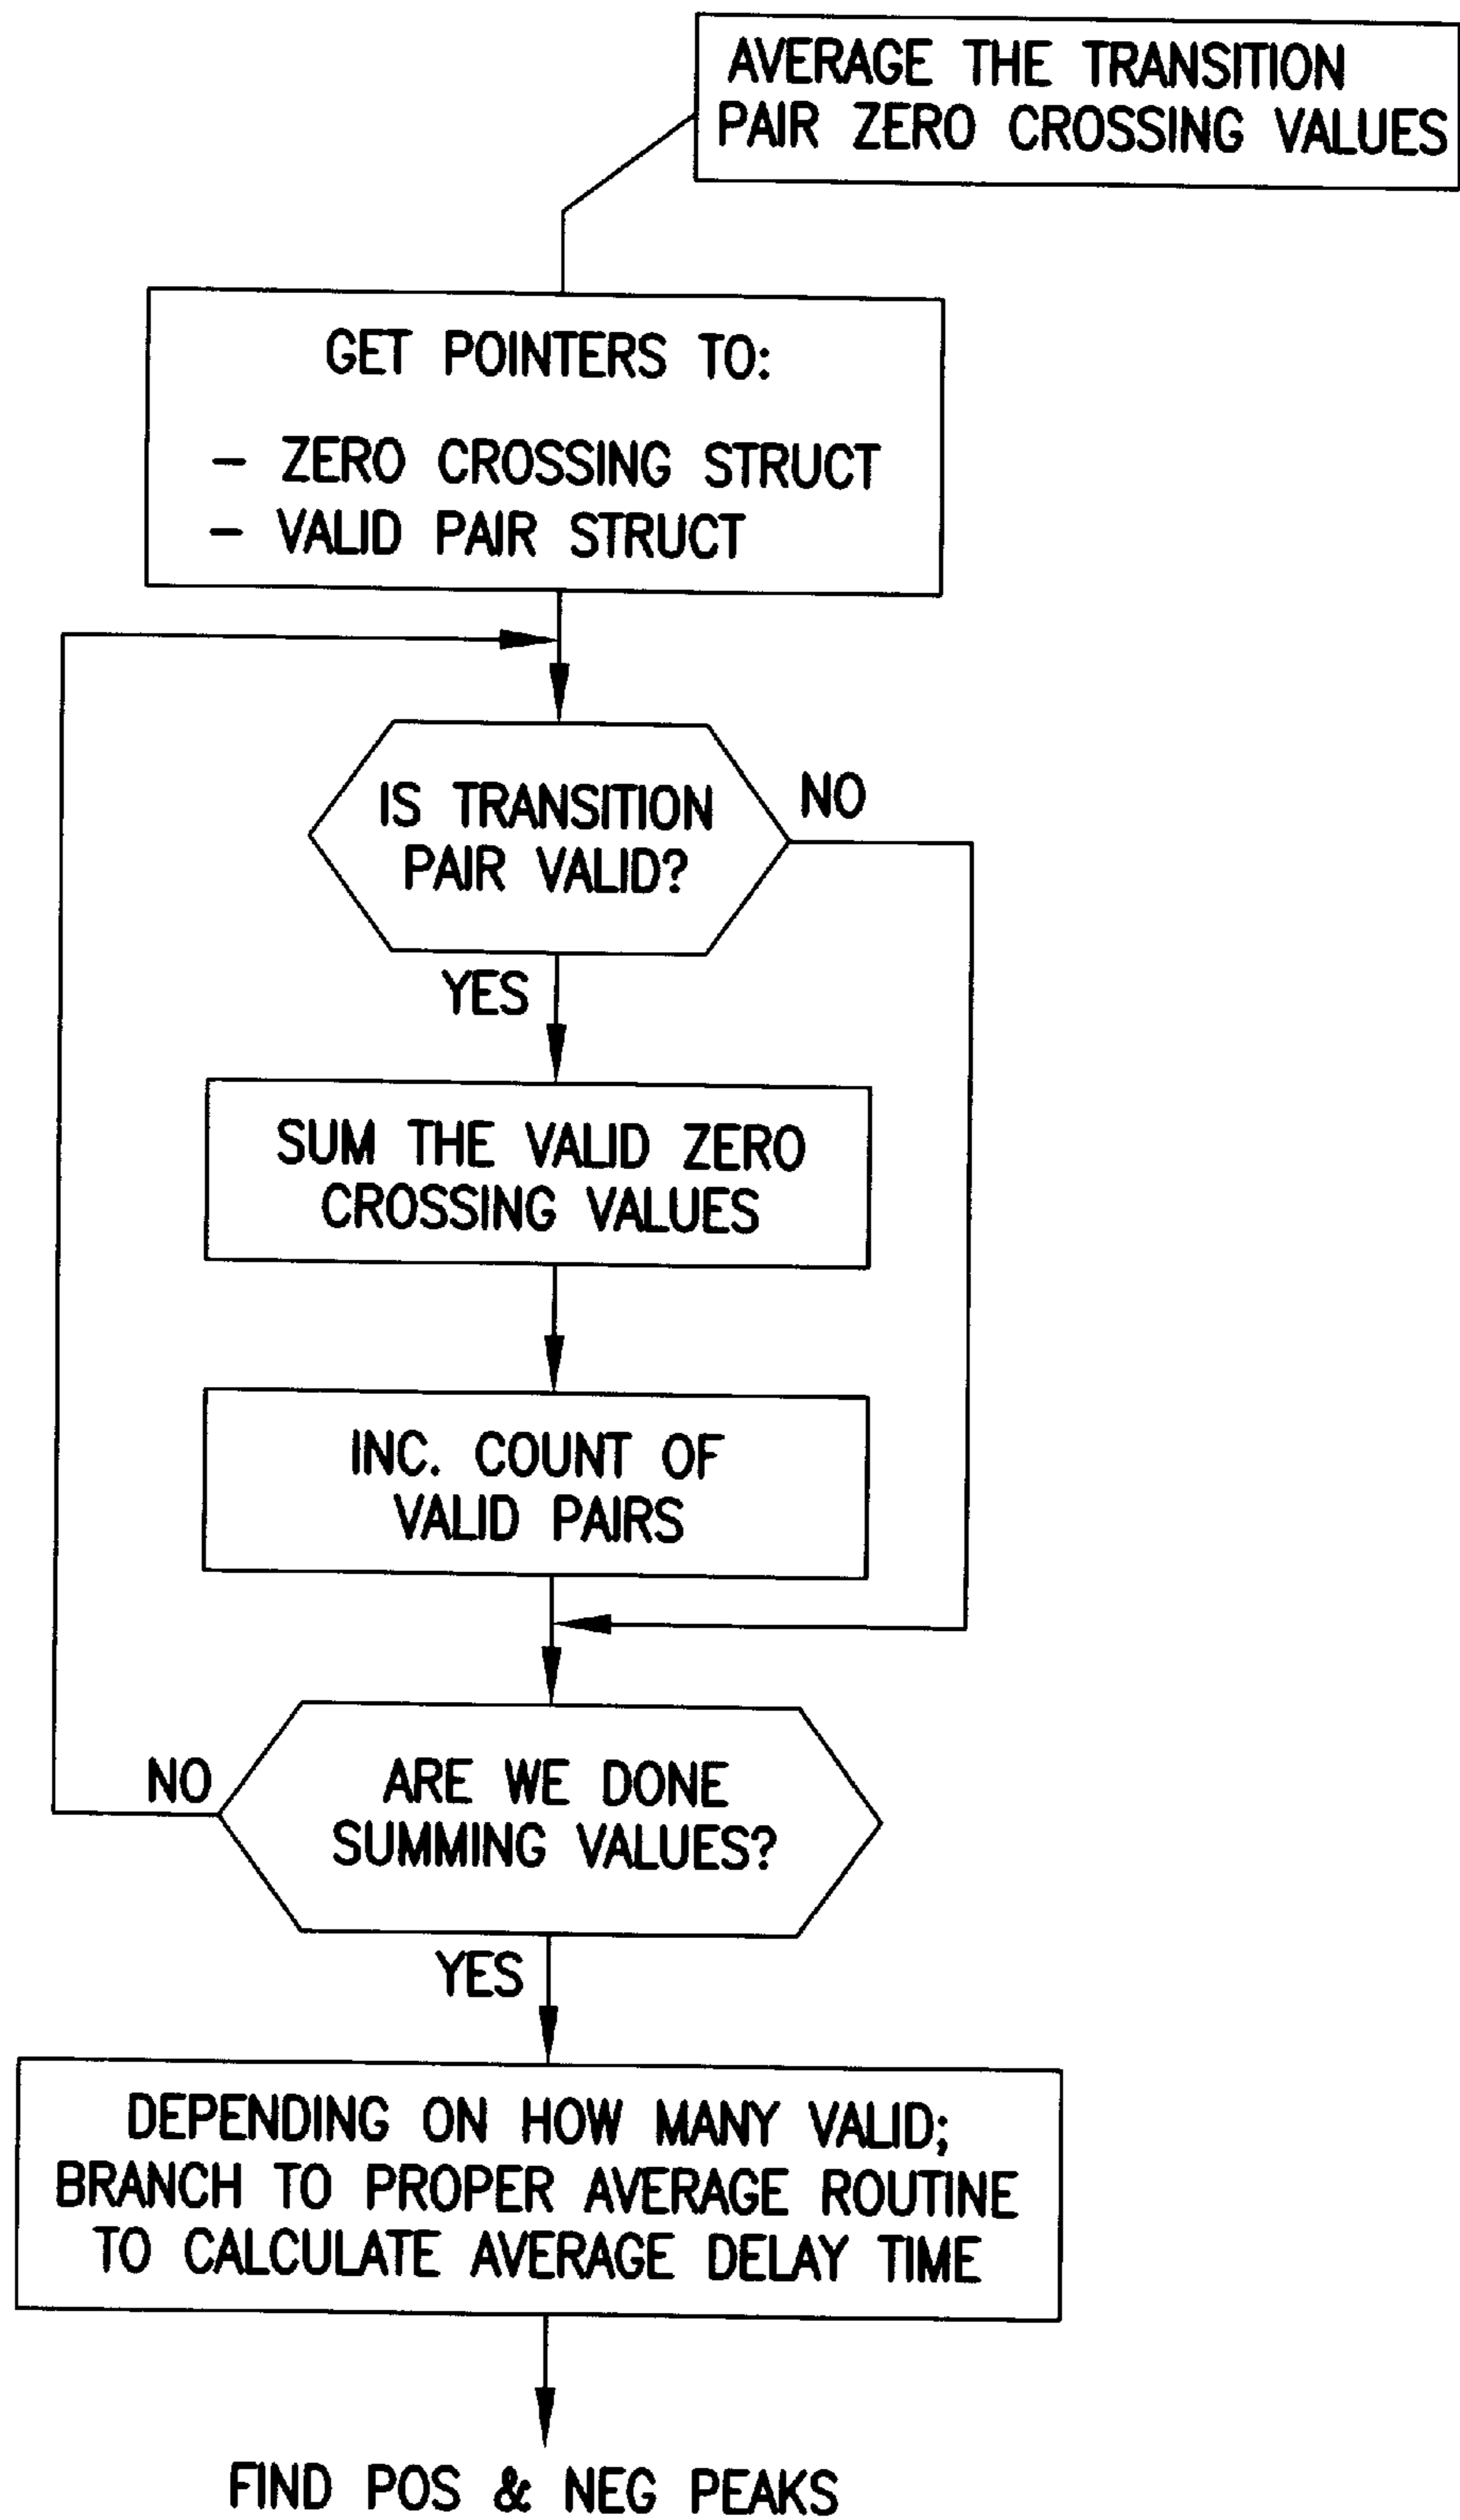 AVERAGE THE TRANSITION
PAIR ZERO CROSSING VALUES
GET POINTERS TO:
- ZERO CROSSING STRUCT
- VALID PAIR STRUCT
IS TRANSITION
PAIR VALID?
NO
YES
SUM THE VALID ZERO
CROSSING VALUES
INC. COUNT OF
VALID PAIRS
NO
ARE WE DONE
SUMMING VALUES?
YES
DEPENDING ON HOW MANY VALID;
BRANCH TO PROPER AVERAGE ROUTINE
TO CALCULATE AVERAGE DELAY TIME
FIND POS & NEG PEAKS